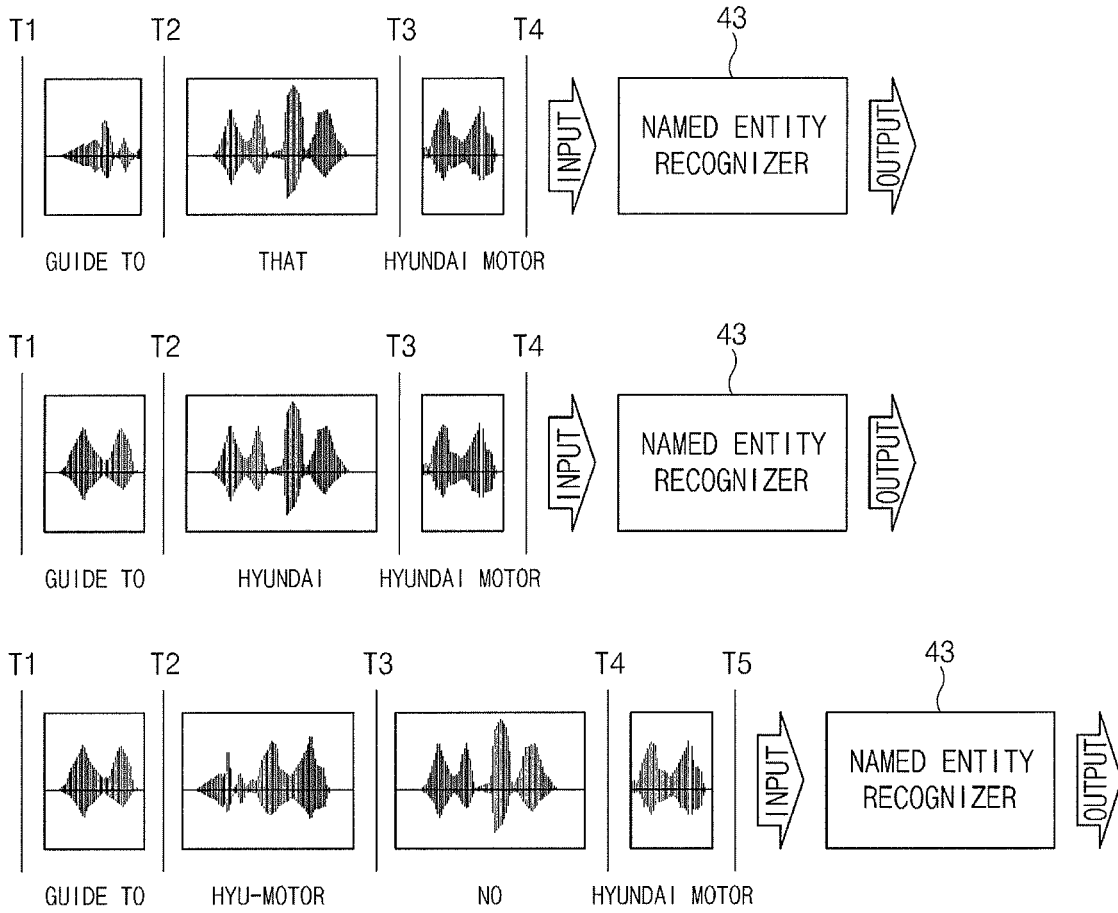 T1 T2 T3 T4 43
INPUT NAMED ENTITY OUTPUT
RECOGNIZER
GUIDE TO THAT HYUNDAI MOTOR
T1 T2 T3 T4 43
INPUT NAMED ENTITY OUTPUT
RECOGNIZER
GUIDE TO HYUNDAI HYUNDAI MOTOR
T1 T2 T3 T4 T5 43
INPUT NAMED ENTITY OUTPUT
RECOGNIZER
GUIDE TO HYU-MOTOR NO HYUNDAI MOTOR